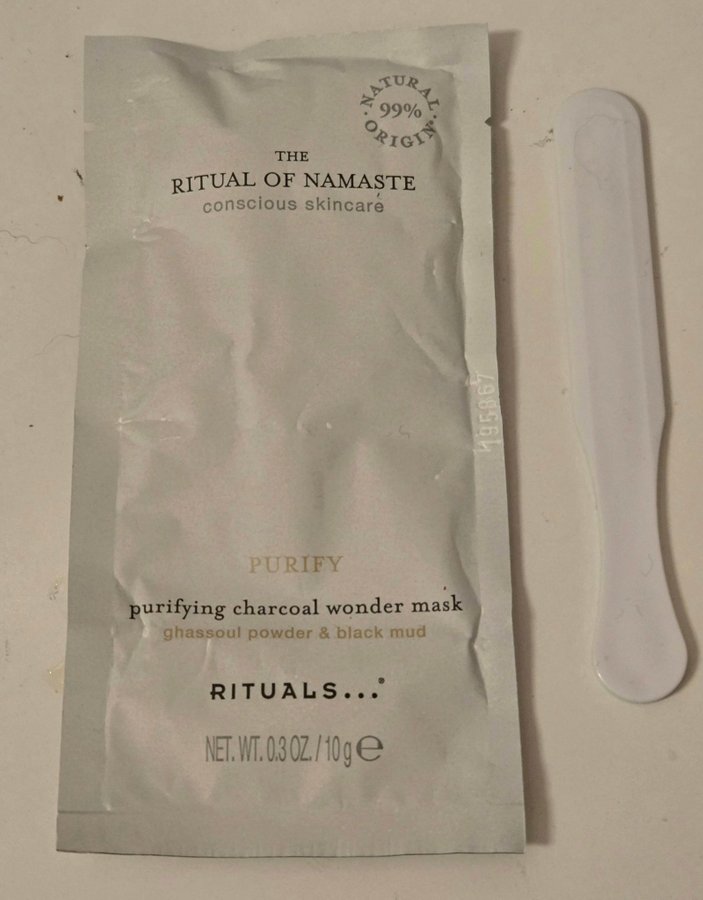 NATURAL
99%
ORIGIN
THE
RITUAL OF NAMASTE
conscious skincare
195867
PURIFY
purifying charcoal wonder mask
ghassoul powder & black mud
RITUALS...®
NET. WT. 0.3 OZ. / 10 g ℮